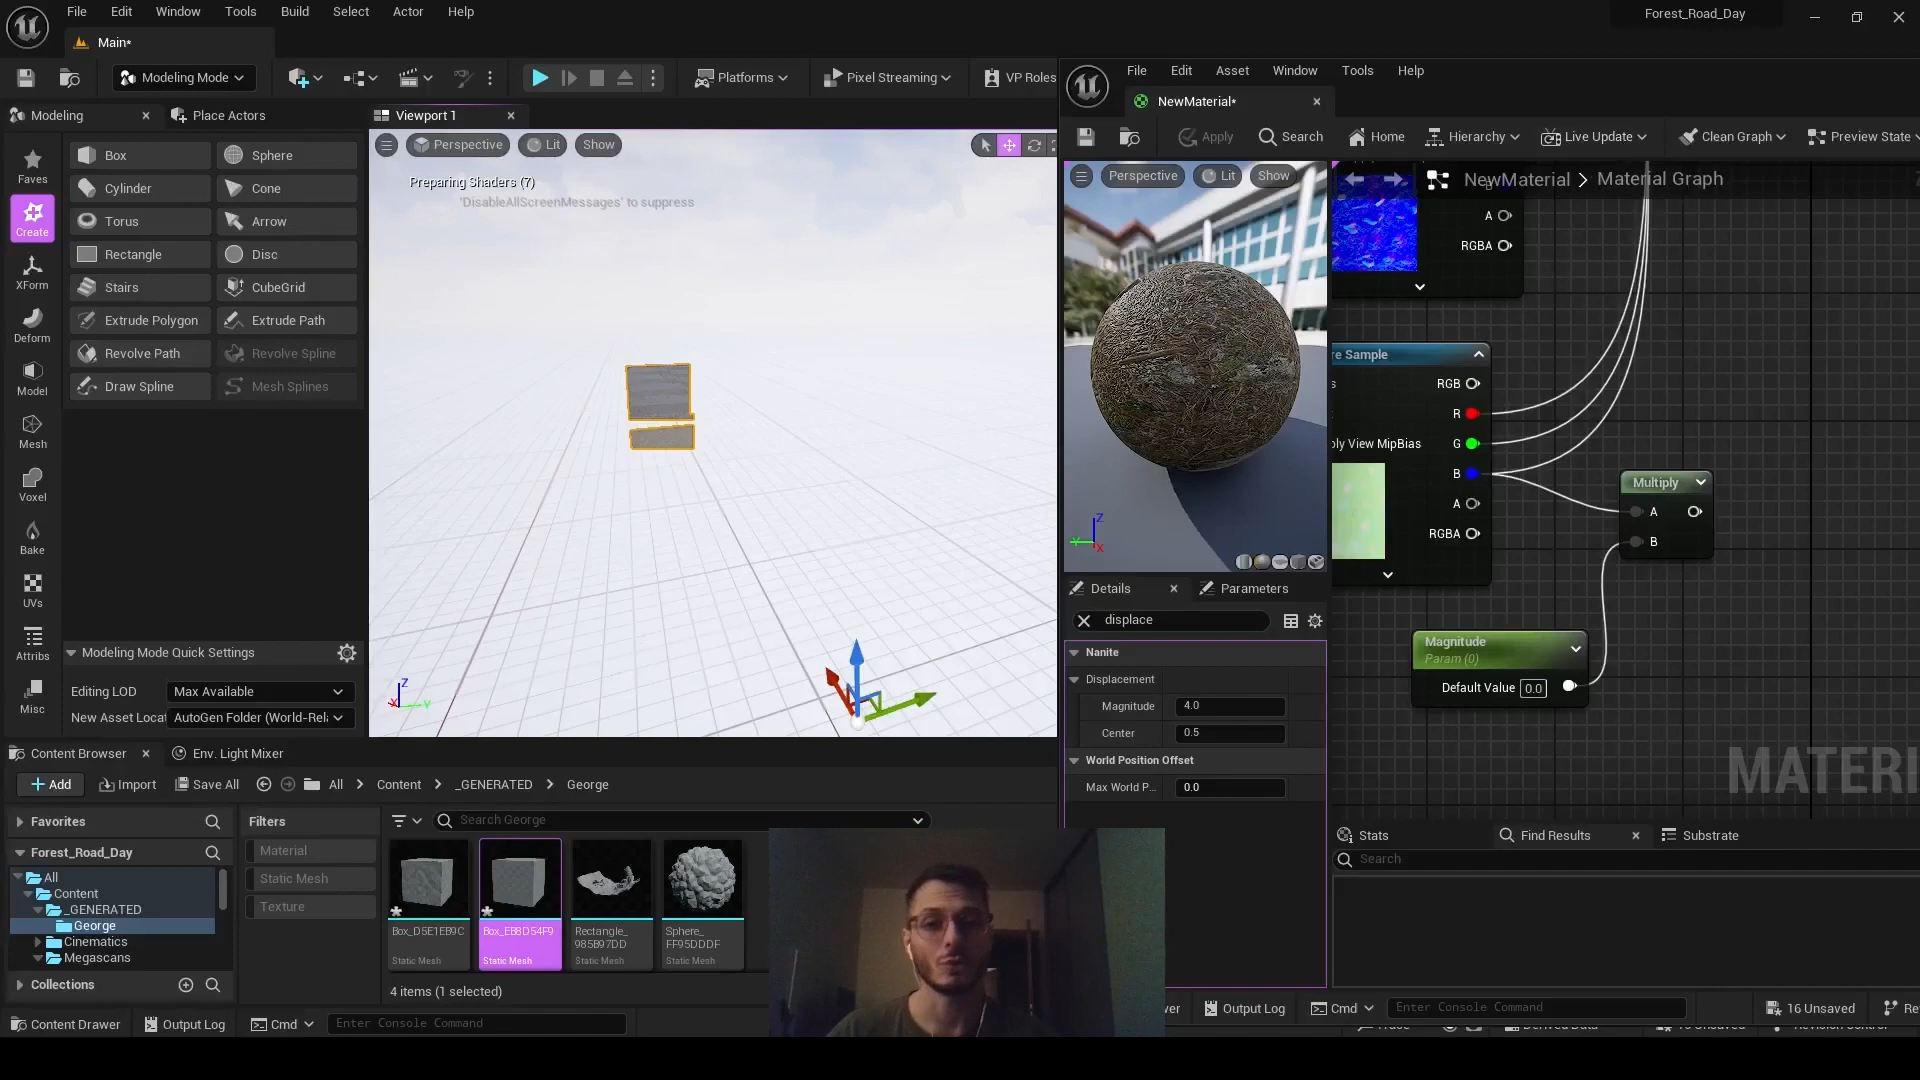 File Edit Window Tools Build Select Actor Help
Forest_Road_Day
Main*
Modeling Mode
Platforms
Pixel Streaming
VP Roles
File Edit Asset Window Tools Help
NewMaterial*
Apply Search Home Hierarchy Live Update Clean Graph Preview State
Modeling
Place Actors
Viewport 1
Perspective Lit Show
Preparing Shaders (7)
'DisableAllScreenMessages' to suppress
Faves
Create
XForm
Deform
Model
Mesh
Voxel
Bake
UVs
Attribs
Misc
Box Sphere
Cylinder Cone
Torus Arrow
Rectangle Disc
Stairs CubeGrid
Extrude Polygon Extrude Path
Revolve Path Revolve Spline
Draw Spline Mesh Splines
Modeling Mode Quick Settings
Editing LOD Max Available
New Asset Locat AutoGen Folder (World-Rel
Z
X Y
Perspective Lit Show
Z
Y X
NewMaterial > Material Graph
A
RGBA
re Sample
RGB
R
ply View MipBias G
B
A
RGBA
Multiply
A
B
Magnitude
Param (0)
Default Value 0.0
MATERI
Details
Parameters
displace
Nanite
Displacement
Magnitude 4.0
Center 0.5
World Position Offset
Max World P... 0.0
Stats
Find Results
Substrate
Search
Content Browser
Env. Light Mixer
Add Import Save All All > Content > _GENERATED > George
Favorites
Forest_Road_Day
All
Content
_GENERATED
George
Cinematics
Megascans
Collections
Filters
Material
Static Mesh
Texture
Search George
Box_D5E1EB9C
Static Mesh
Box_EB8D54F9
Static Mesh
Rectangle_
985B97DD
Static Mesh
Sphere_
FF95DDDF
Static Mesh
4 items (1 selected)
Content Drawer Output Log Cmd Enter Console Command
er Output Log Cmd Enter Console Command 16 Unsaved Re